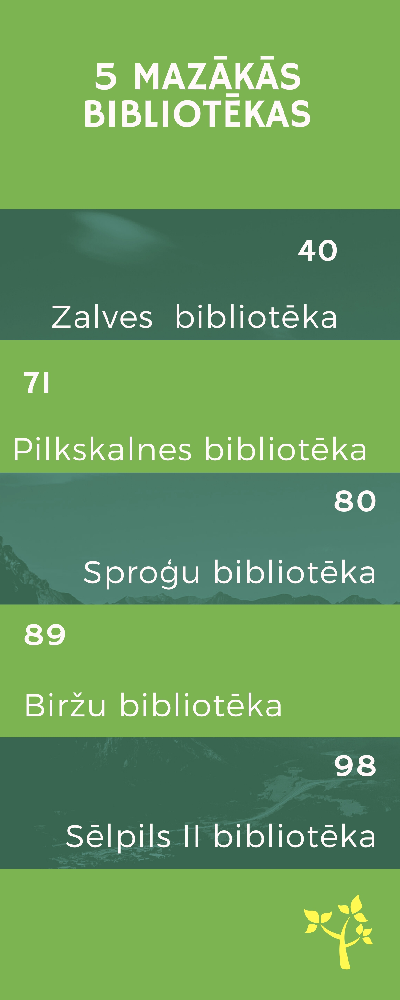 5 MAZĀKĀS
BIBLIOTĒKAS
40
Zalves bibliotēka
71
Pilkskalnes bibliotēka
80
Sproģu bibliotēka
89
Biržu bibliotēka
98
Sēlpils II bibliotēka